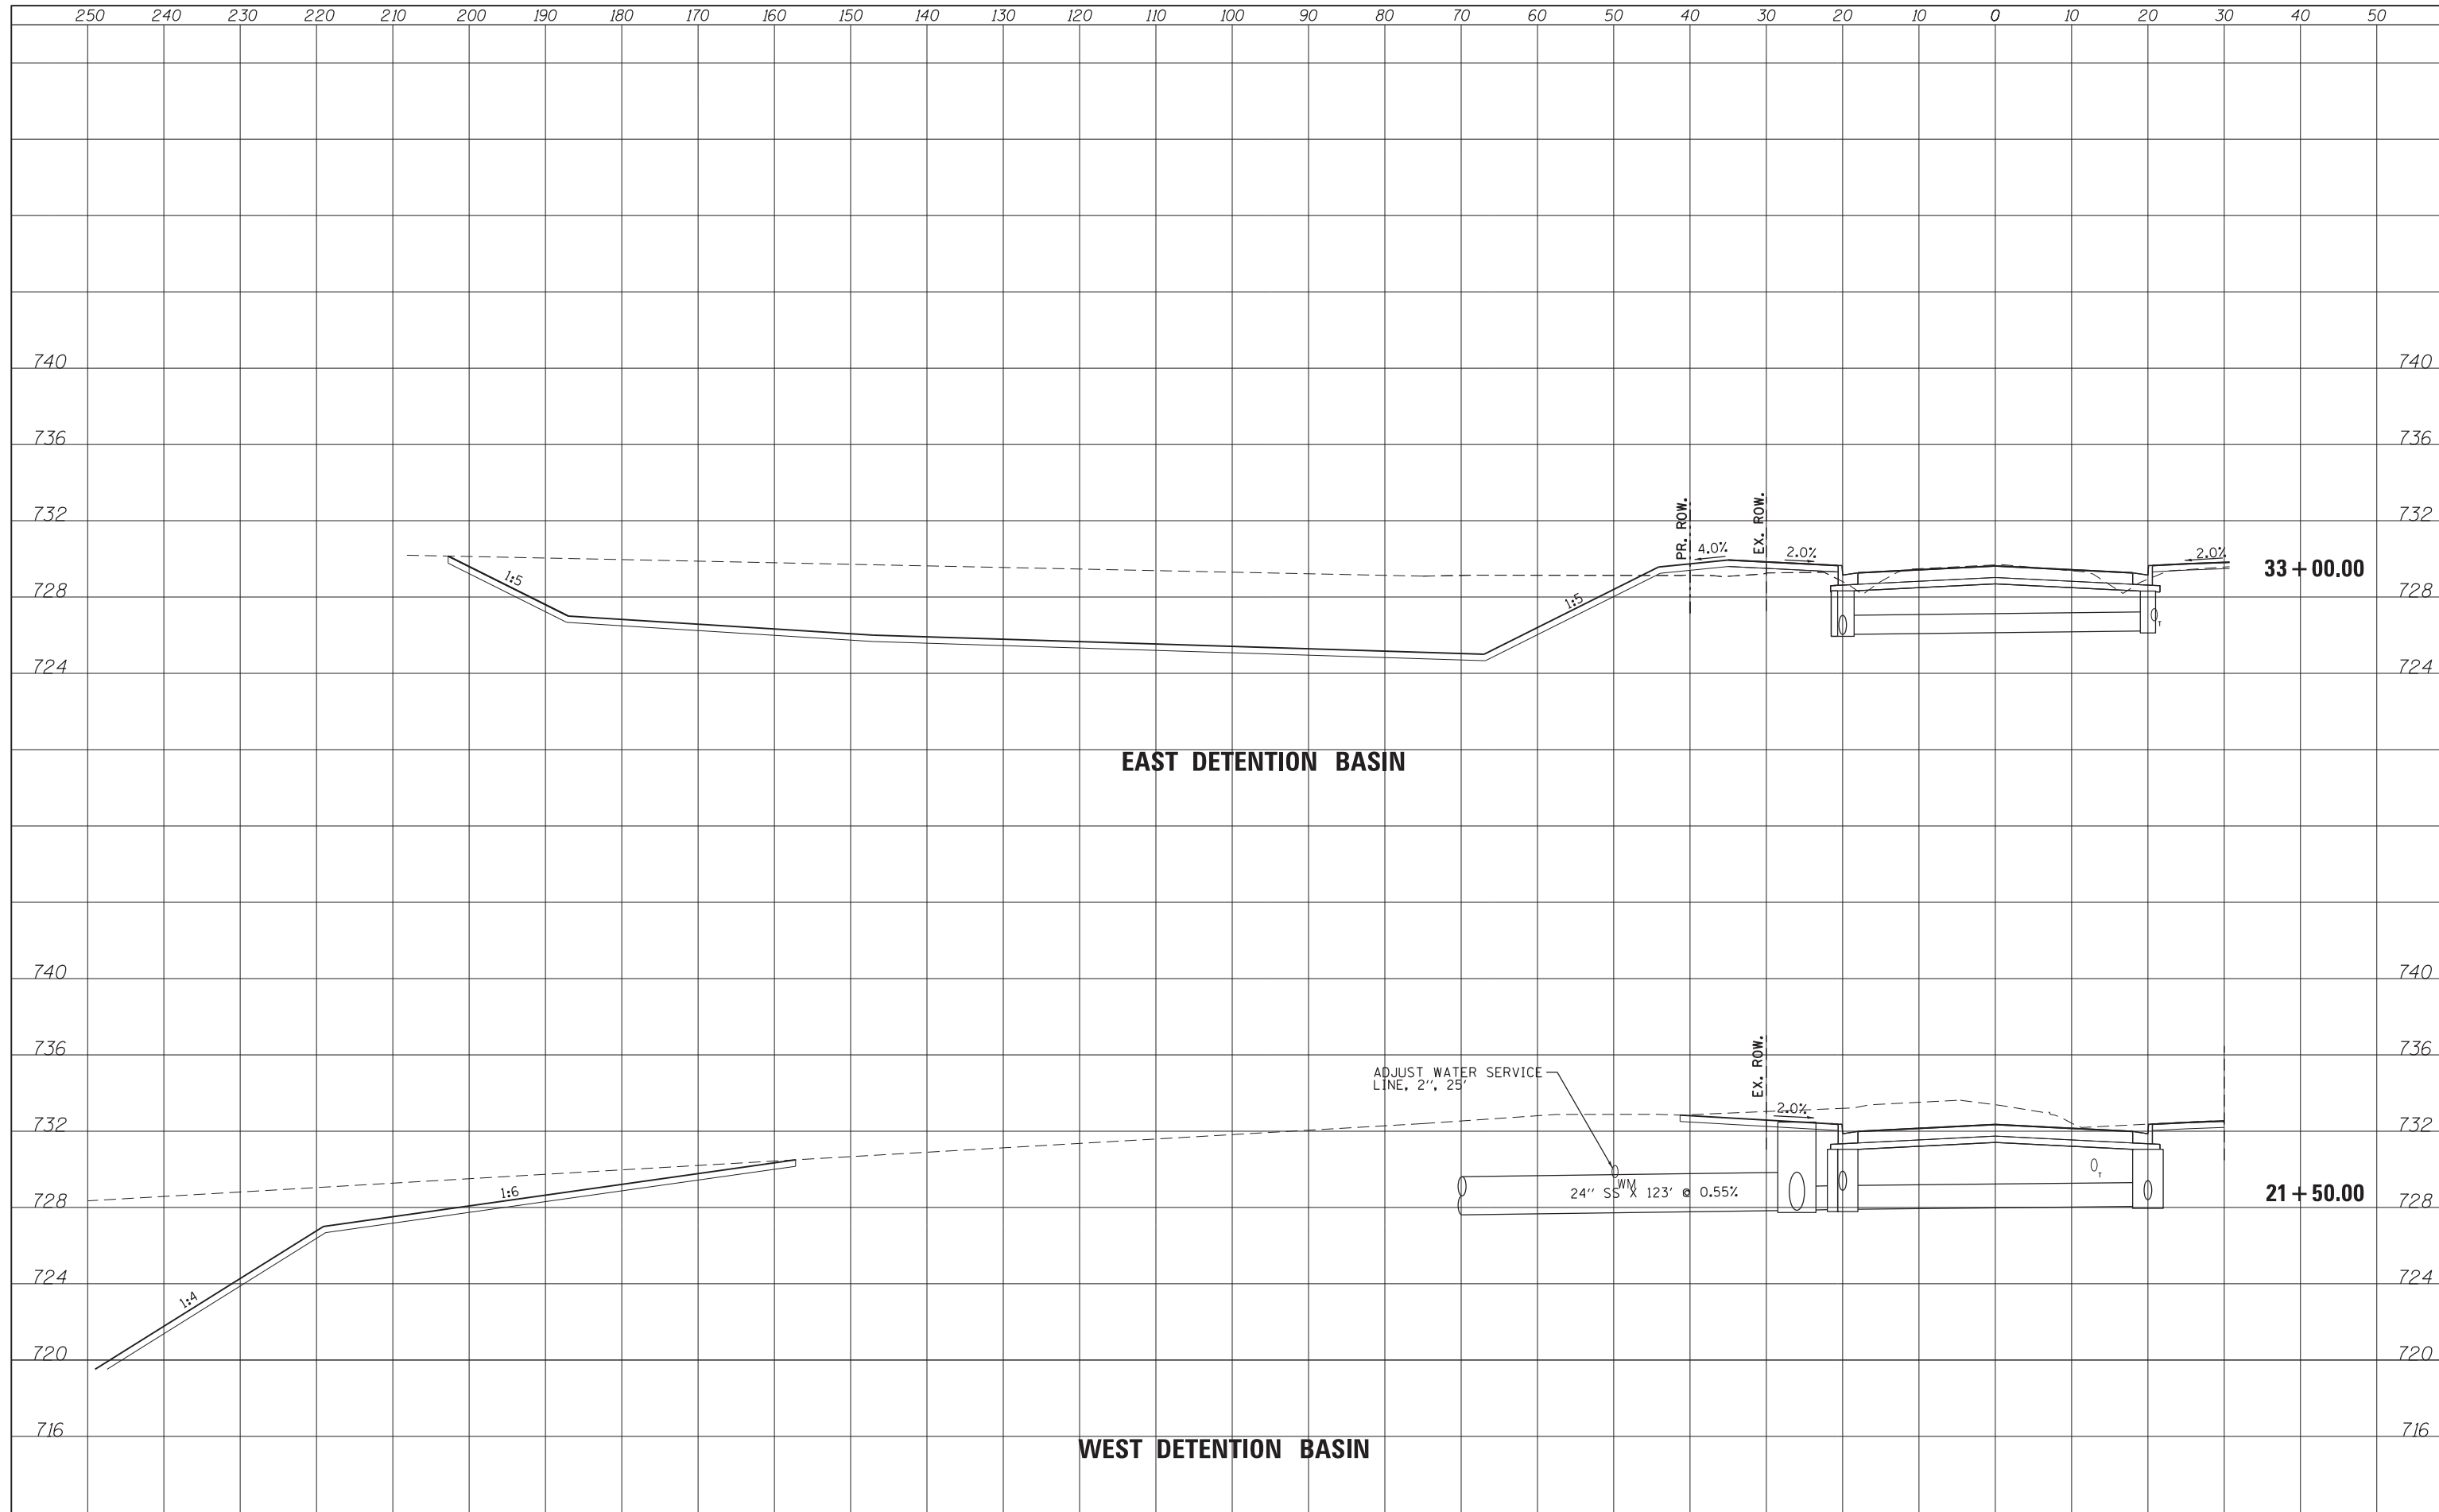 250 240 230 220 210 200 190 180 170 160 150 140 130 120 110 100 90 80 70 60 50 40 30 20 10 0 10 20 30 40 50
740 740
736 736
732 PR. ROW. EX. ROW. 732
4.0% 2.0% 2.0%
33+00.00
1:5 1:5
728 728
T
724 724
EAST DETENTION BASIN
740 740
736 EX. ROW. 736
ADJUST WATER SERVICE
LINE, 2", 25'
2.0%
732 732
T
WM
1:6 24" SS X 123' @ 0.55% 21+50.00
728 728
724 724
1:4
720 720
716 716
WEST DETENTION BASIN